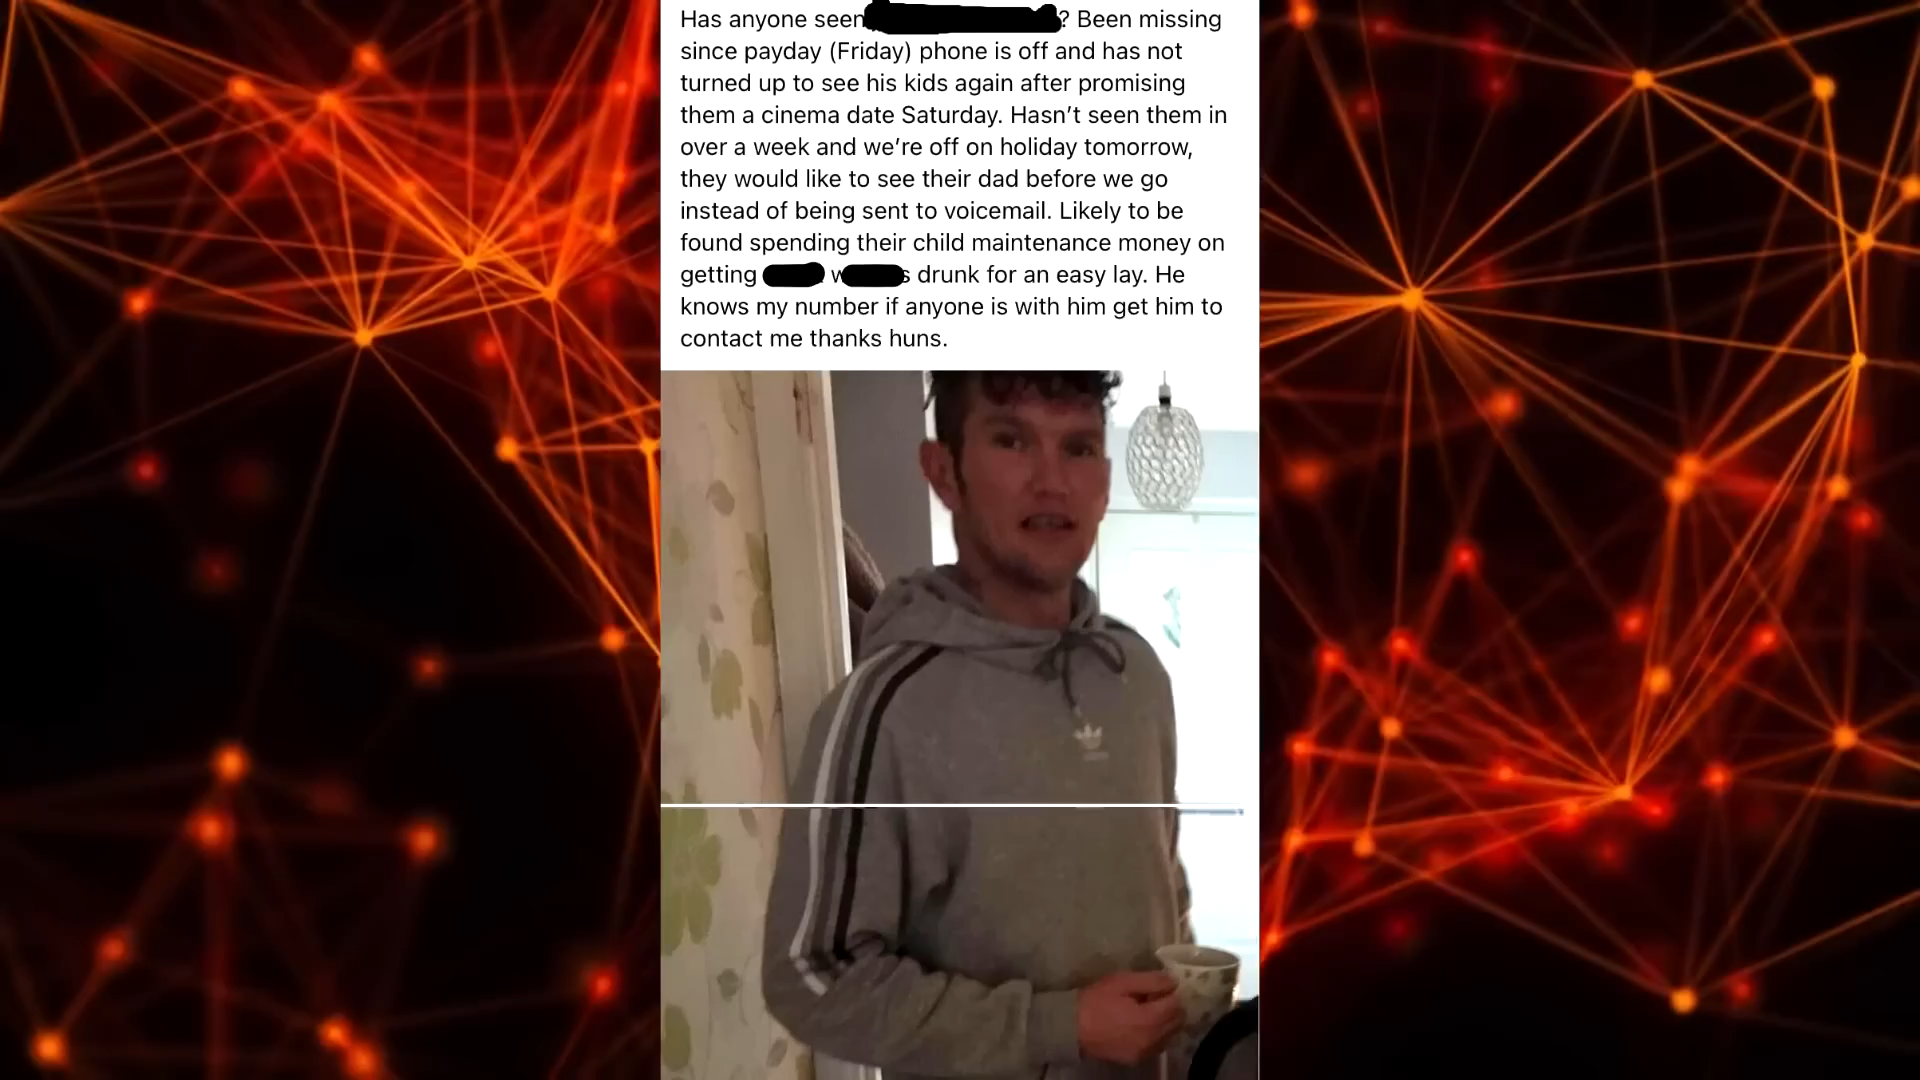 Has anyone seen ? Been missing
since payday (Friday) phone is off and has not
turned up to see his kids again after promising
them a cinema date Saturday. Hasn’t seen them in
over a week and we’re off on holiday tomorrow,
they would like to see their dad before we go
instead of being sent to voicemail. Likely to be
found spending their child maintenance money on
getting drunk for an easy lay. He
knows my number if anyone is with him get him to
contact me thanks huns.